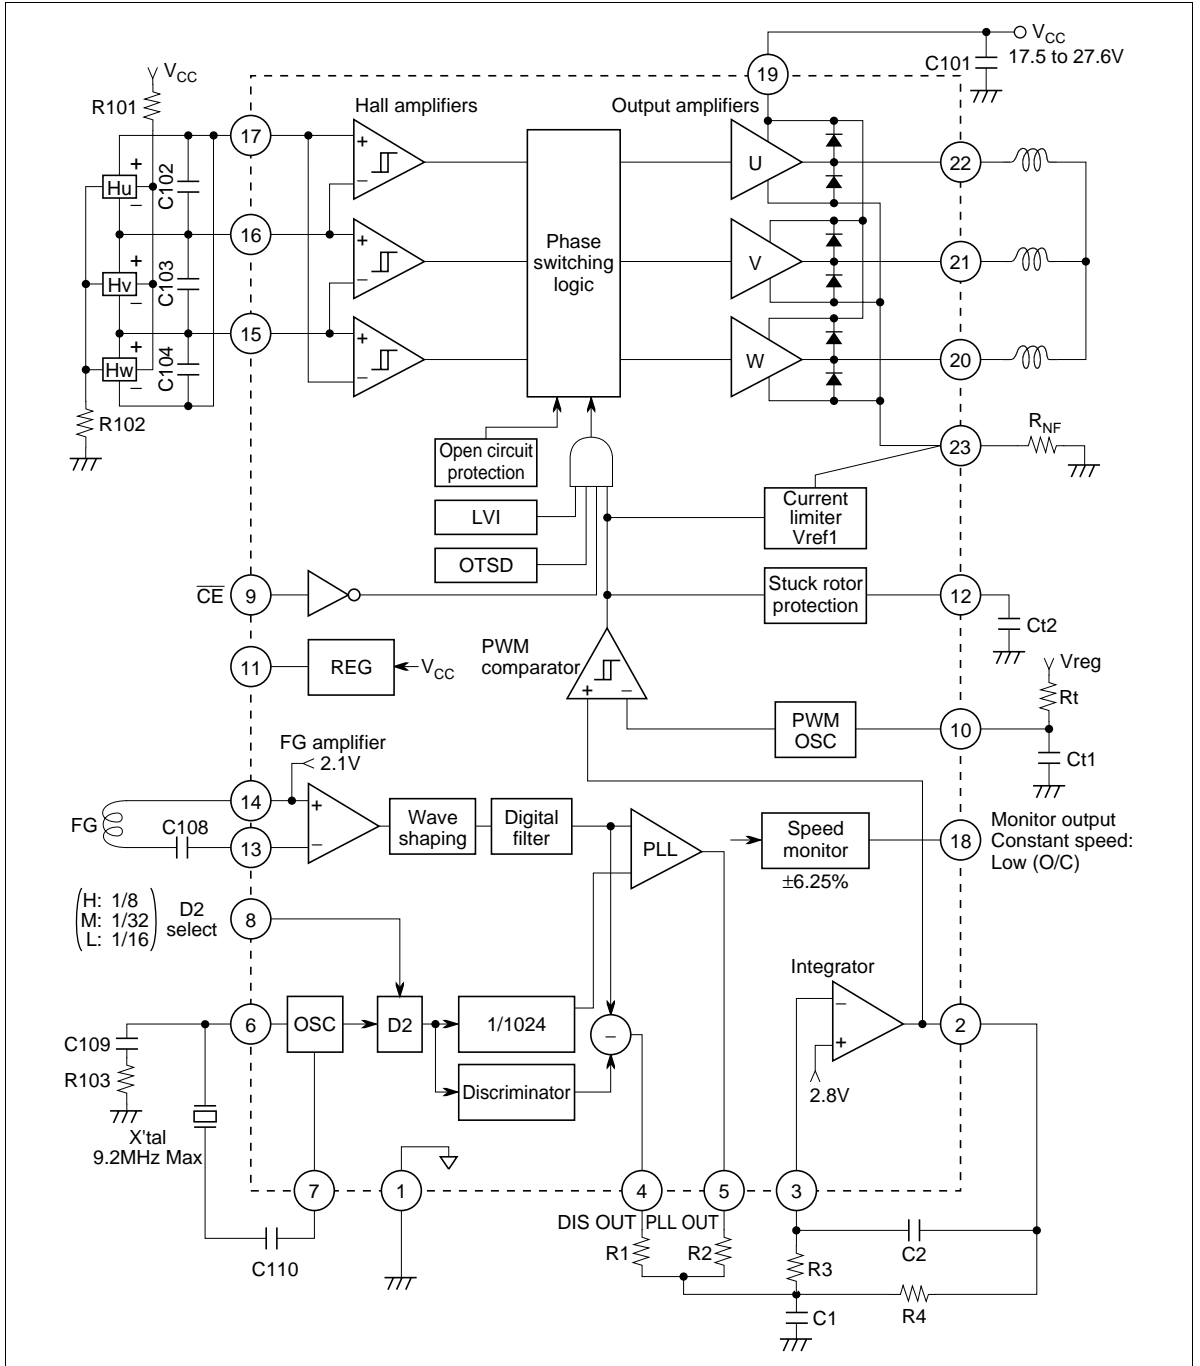 VCC
17.5 to 27.6V
C101
19
VCC
R101
Hall amplifiers
Output amplifiers
17
+
−
Hu
+
−
C102
U
22
16
+
−
Hv
+
−
C103
Phase
switching
logic
V
21
15
+
−
Hw
+
−
C104
W
20
R102
RNF
23
Open circuit
protection
LVI
OTSD
Current
limiter
Vref1
CE
9
Stuck rotor
protection
12
Ct2
11
REG
VCC
PWM
comparator
+
−
Vreg
Rt
PWM
OSC
10
Ct1
FG amplifier
2.1V
14
FG
C108
13
+
−
Wave
shaping
Digital
filter
PLL
Speed
monitor
±6.25%
18
Monitor output
Constant speed:
Low (O/C)
H: 1/8
M: 1/32
L: 1/16
D2
select
8
Integrator
−
+
2.8V
2
6
OSC
D2
1/1024
−
Discriminator
C109
R103
X'tal
9.2MHz Max
7
1
4
5
3
DIS OUT
PLL OUT
C110
R1
R2
R3
C2
R4
C1